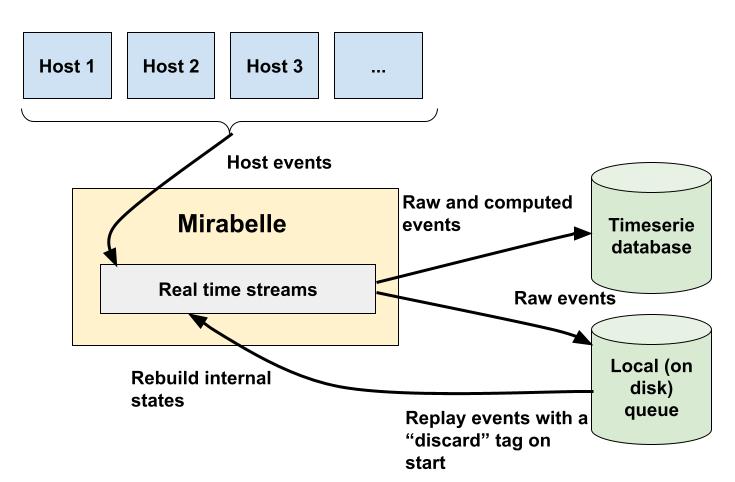 Host 1
Host 2
Host 3
...
Host events
Mirabelle
Raw and computed
events
Timeserie
database
Real time streams
Raw events
Local (on
disk)
queue
Rebuild internal
states
Replay events with a
“discard” tag on
start